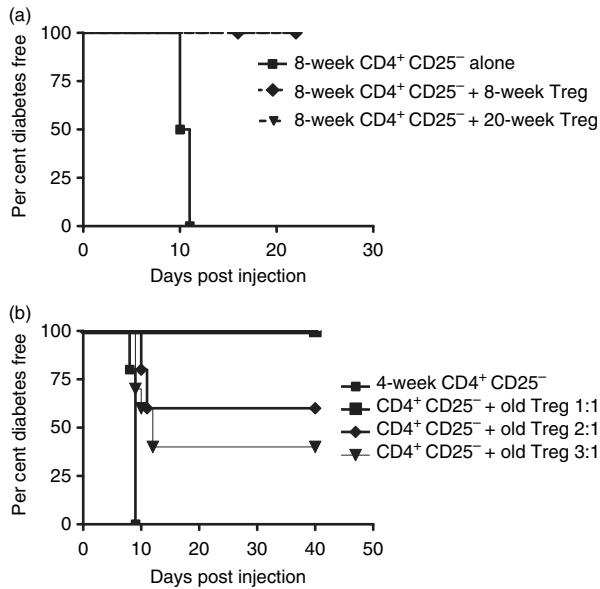 (a)
100
75
50
25
0
Per cent diabetes free
8-week CD4⁺ CD25⁻ alone
8-week CD4⁺ CD25⁻ + 8-week Treg
8-week CD4⁺ CD25⁻ + 20-week Treg
0 10 20 30
Days post injection
(b)
100
75
50
25
0
Per cent diabetes free
4-week CD4⁺ CD25⁻
CD4⁺ CD25⁻ + old Treg 1:1
CD4⁺ CD25⁻ + old Treg 2:1
CD4⁺ CD25⁻ + old Treg 3:1
0 10 20 30 40 50
Days post injection